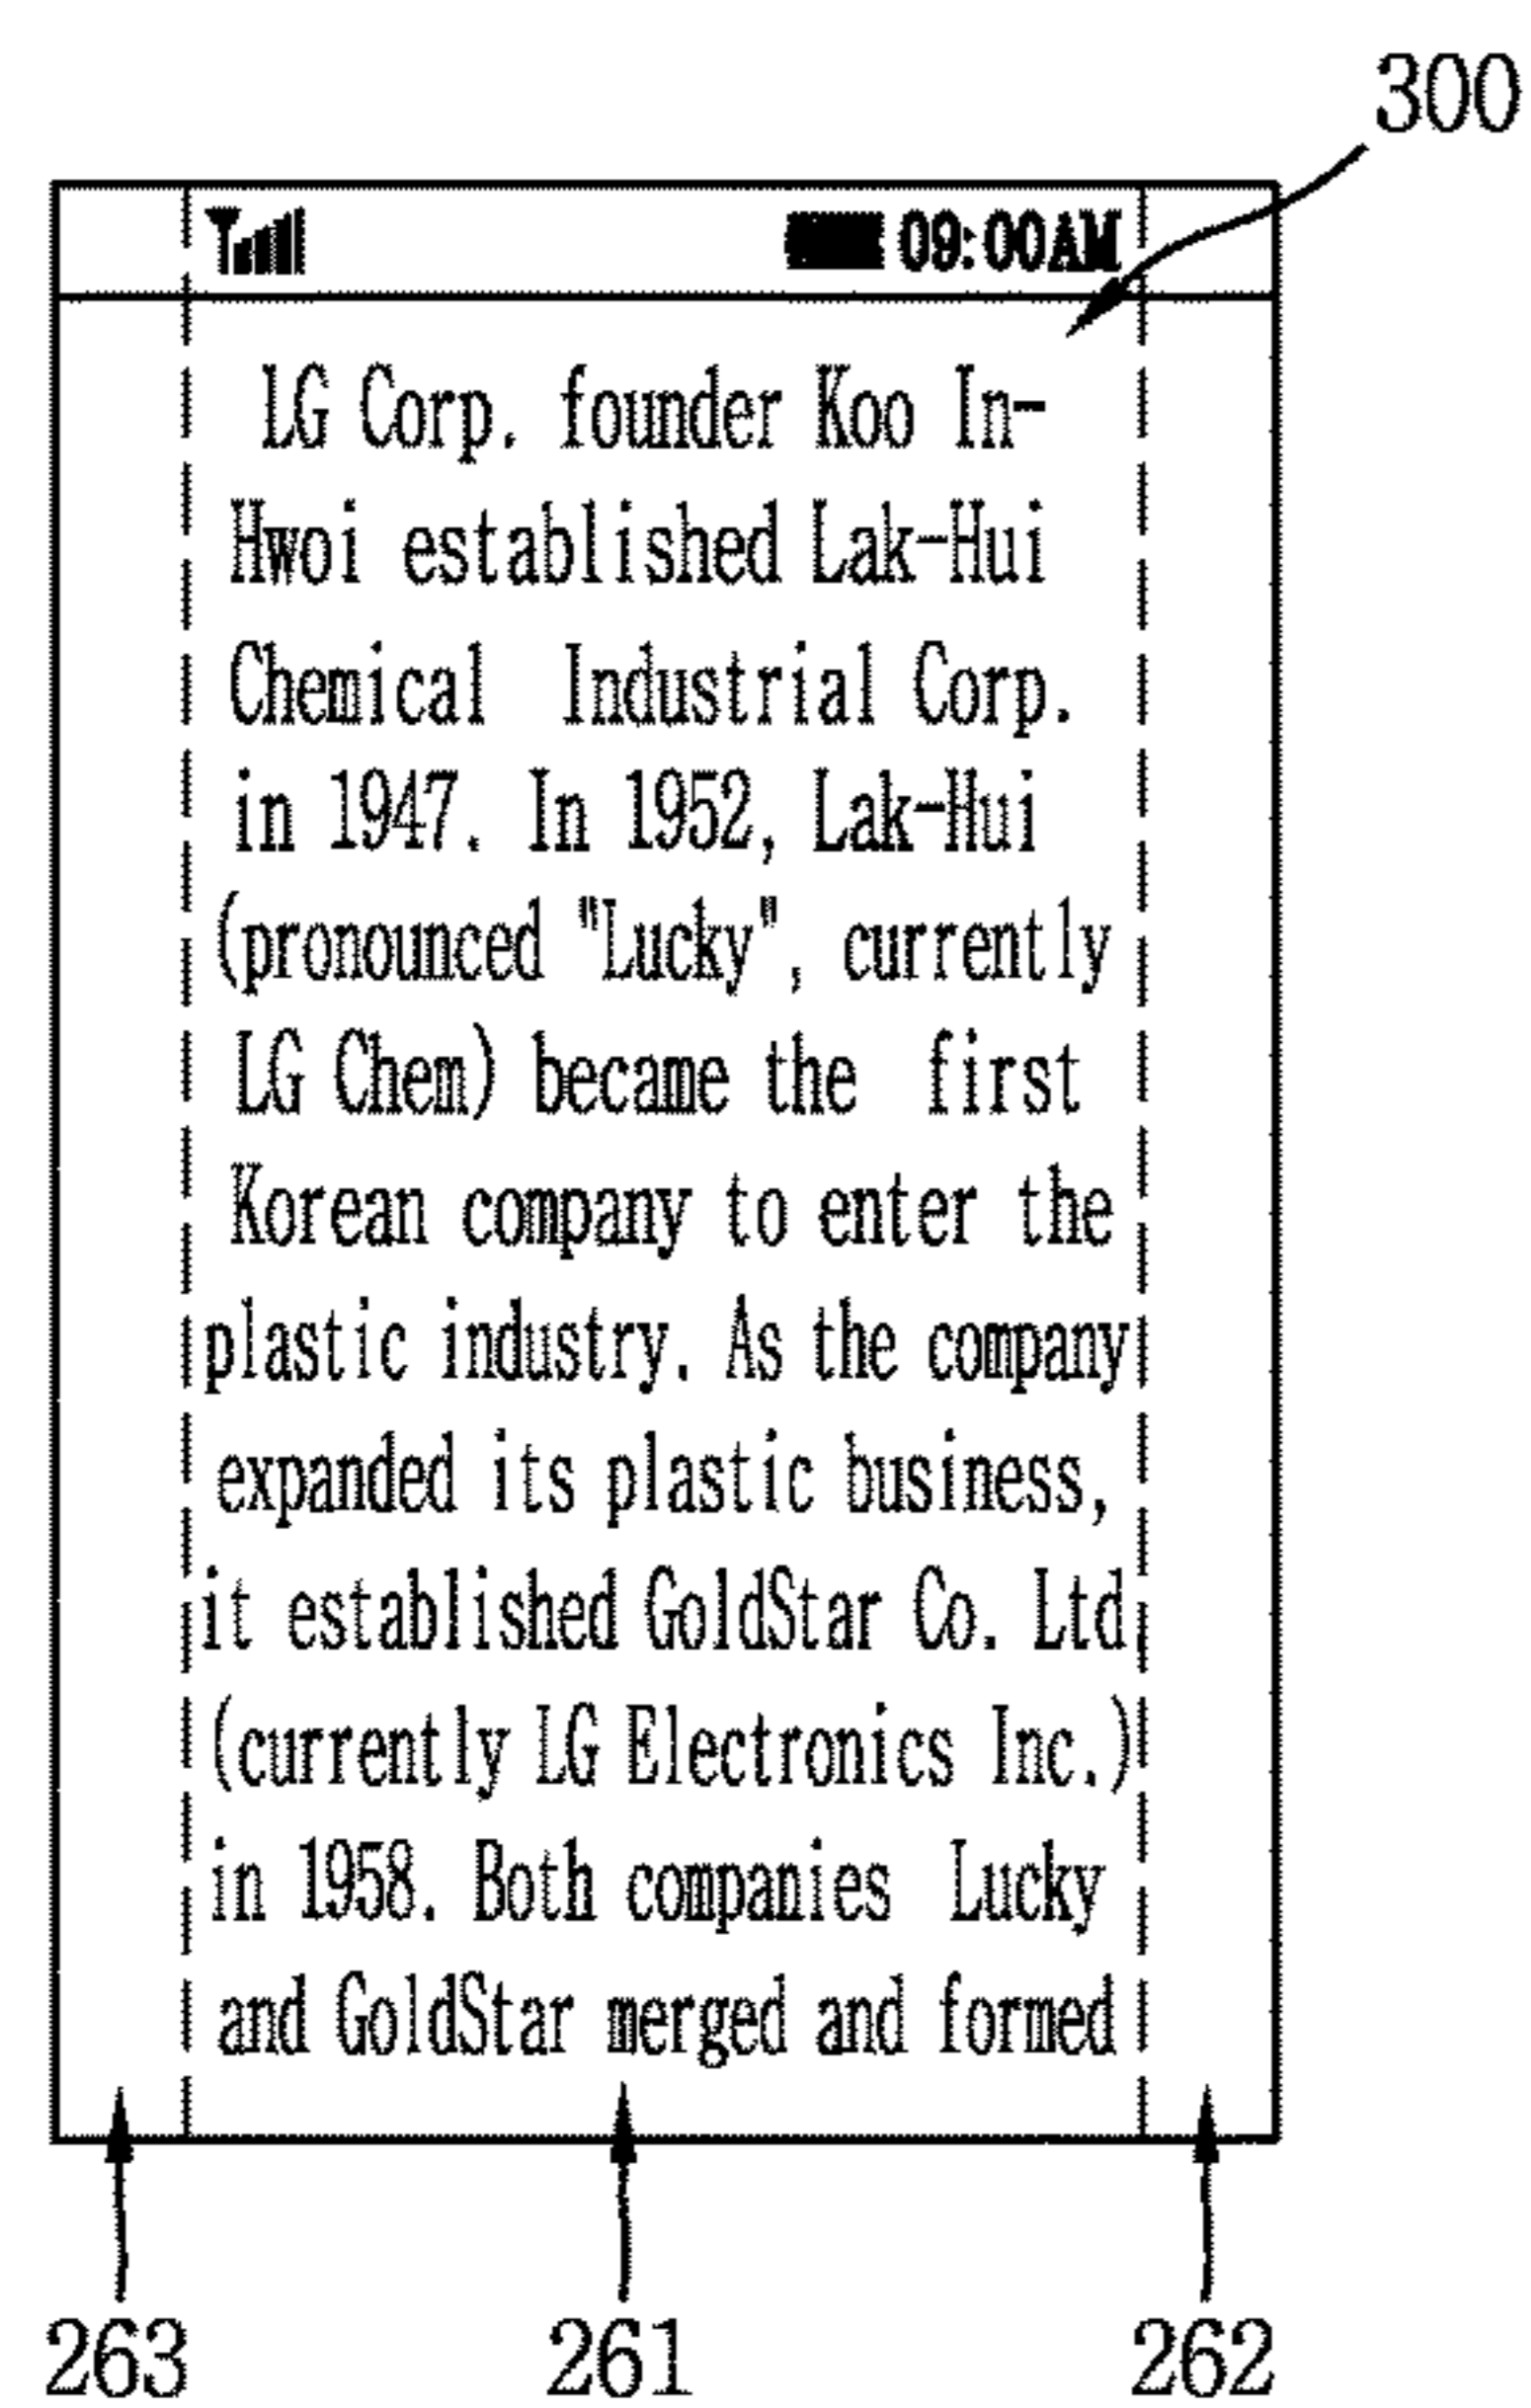 300
09:00AM
LG Corp. founder Koo In-
Hwoi established Lak-Hui
Chemical Industrial Corp.
in 1947. In 1952, Lak-Hui
(pronounced "Lucky", currently
LG Chem) became the first
Korean company to enter the
plastic industry. As the company
expanded its plastic business,
it established GoldStar Co. Ltd
(currently LG Electronics Inc.)
in 1958. Both companies Lucky
and GoldStar merged and formed
263 261 262